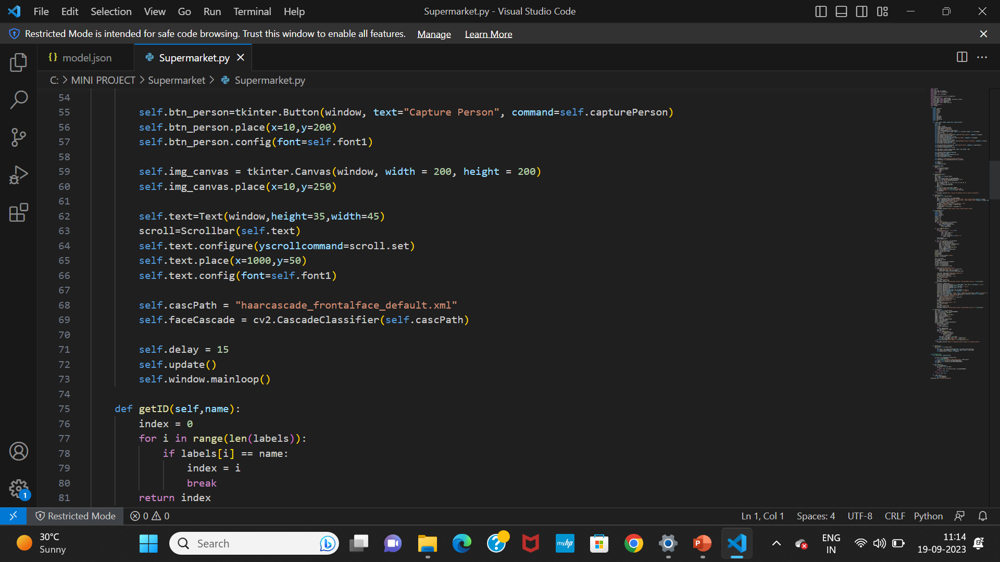 File Edit Selection View Go Run Terminal Help
Supermarket.py - Visual Studio Code
Restricted Mode is intended for safe code browsing. Trust this window to enable all features. Manage Learn More
{} model.json
Supermarket.py
C: > MINI PROJECT > Supermarket > Supermarket.py
54
55 self.btn_person=tkinter.Button(window, text="Capture Person", command=self.capturePerson)
56 self.btn_person.place(x=10,y=200)
57 self.btn_person.config(font=self.font1)
58
59 self.img_canvas = tkinter.Canvas(window, width = 200, height = 200)
60 self.img_canvas.place(x=10,y=250)
61
62 self.text=Text(window,height=35,width=45)
63 scroll=Scrollbar(self.text)
64 self.text.configure(yscrollcommand=scroll.set)
65 self.text.place(x=1000,y=50)
66 self.text.config(font=self.font1)
67
68 self.cascPath = "haarcascade_frontalface_default.xml"
69 self.faceCascade = cv2.CascadeClassifier(self.cascPath)
70
71 self.delay = 15
72 self.update()
73 self.window.mainloop()
74
75 def getID(self,name):
76 index = 0
77 for i in range(len(labels)):
78 if labels[i] == name:
79 index = i
80 break
81 return index
1
Restricted Mode 0 0 Ln 1, Col 1 Spaces: 4 UTF-8 CRLF Python
30°C
Sunny
Search
myhp
P
ENG
IN
11:14
19-09-2023